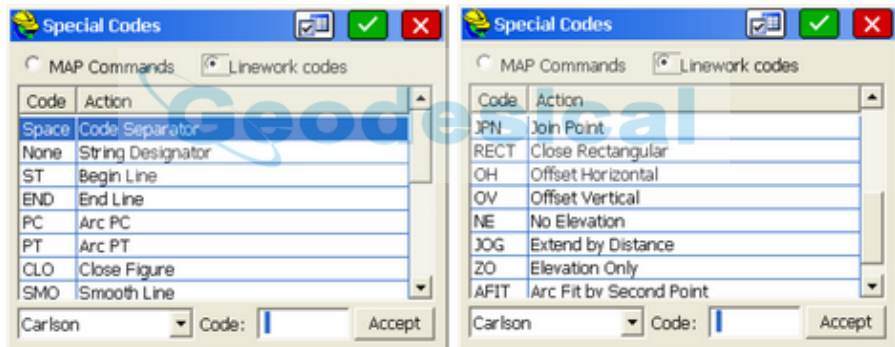 Special Codes
MAP Commands Linework codes
Code Action
Space Code Separator
None String Designator
ST Begin Line
END End Line
PC Arc PC
PT Arc PT
CLO Close Figure
SMO Smooth Line
Carlson Code: Accept
Special Codes
MAP Commands Linework codes
Code Action
JPN Join Point
RECT Close Rectangular
OH Offset Horizontal
OV Offset Vertical
NE No Elevation
JOG Extend by Distance
ZO Elevation Only
AFIT Arc Fit by Second Point
Carlson Code: Accept
Geodesical